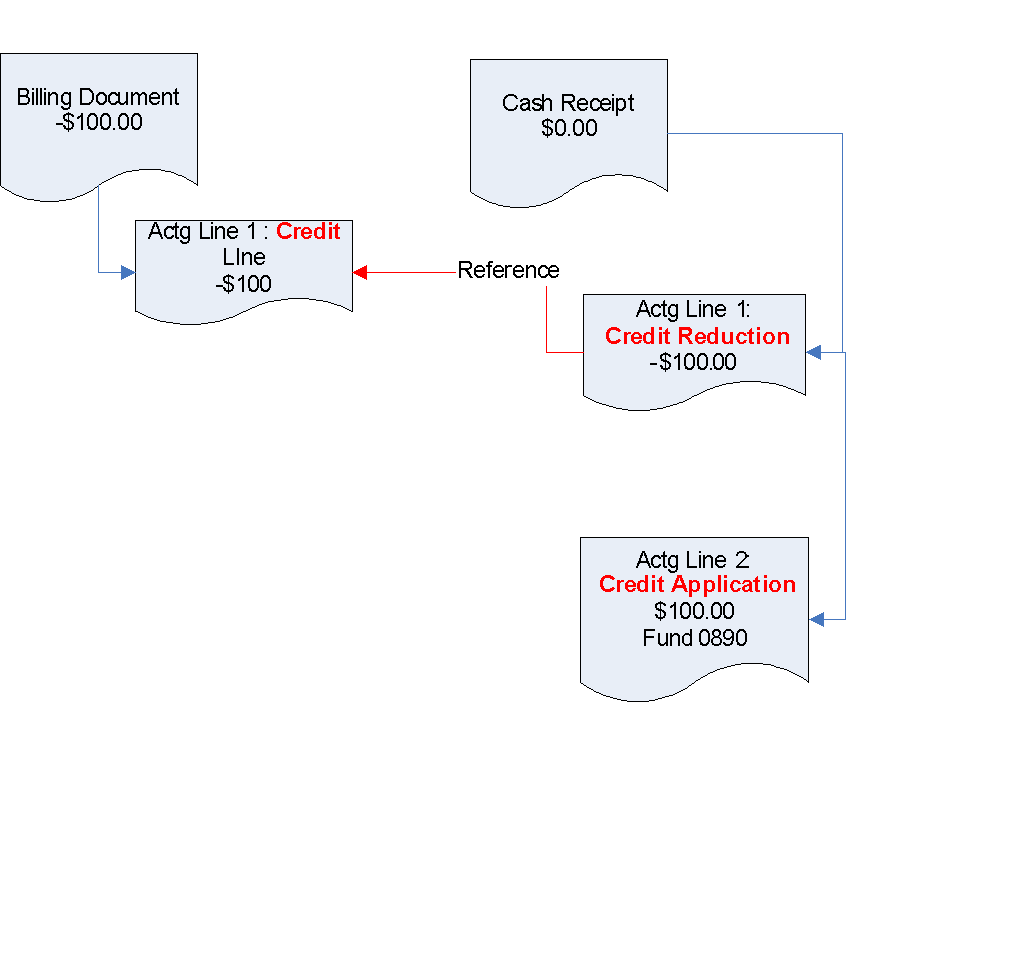 Billing Document
-$100.00
Cash Receipt
$0.00
Actg Line 1 : Credit
LIne
-$100
Reference
Actg Line 1:
Credit Reduction
-$100.00
Actg Line 2:
Credit Application
$100.00
Fund 0890